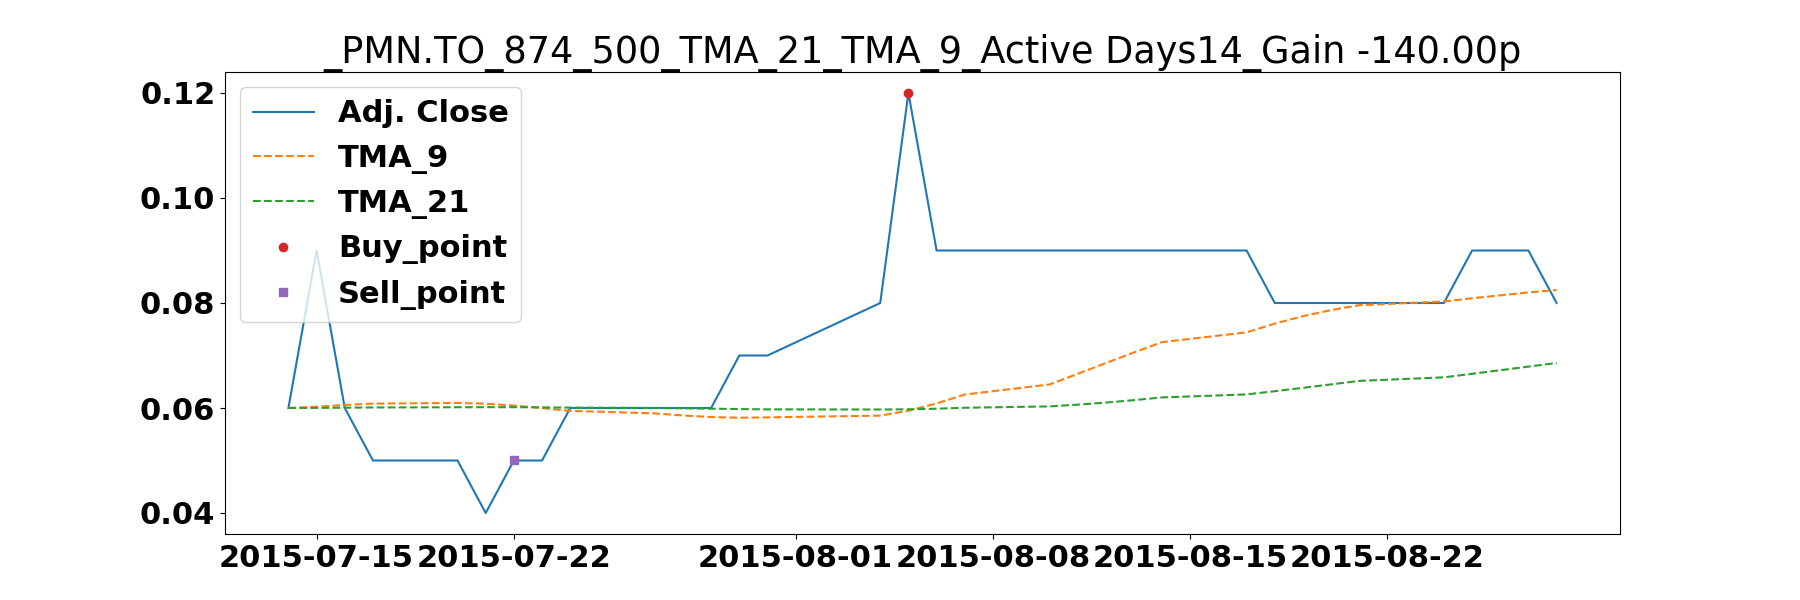 _PMN.TO_874_500_TMA_21_TMA_9_Active Days14_Gain -140.00p
0.12
0.10
0.08
0.06
0.04
Adj. Close
TMA_9
TMA_21
Buy_point
Sell_point
2015-07-15 2015-07-22 2015-08-01 2015-08-08 2015-08-15 2015-08-22